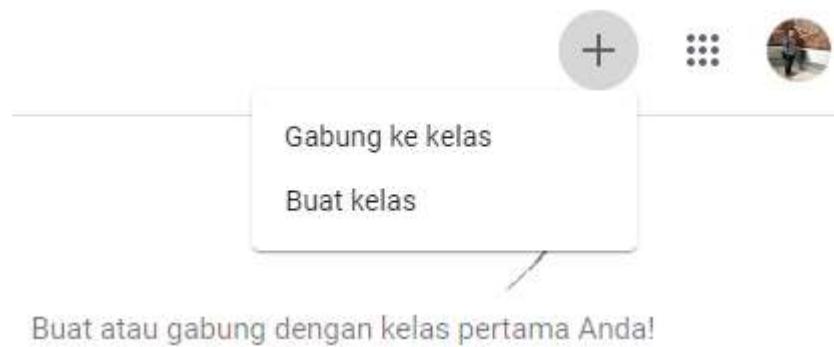 Gabung ke kelas
Buat kelas
Buat atau gabung dengan kelas pertama Anda!